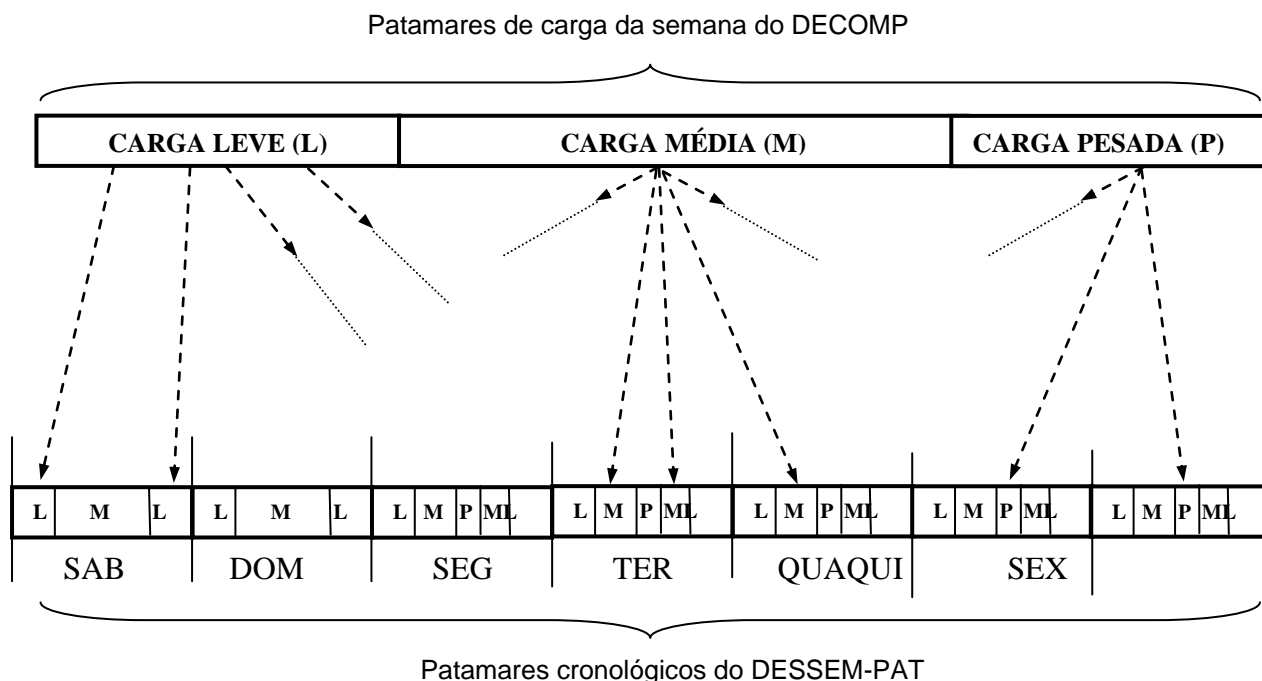 Patamares de carga da semana do DECOMP
CARGA LEVE (L) CARGA MÉDIA (M) CARGA PESADA (P)
L M L L M L L M P ML L M P ML L M P ML L M P ML L M P ML
SAB DOM SEG TER QUAQUI SEX
Patamares cronológicos do DESSEM-PAT